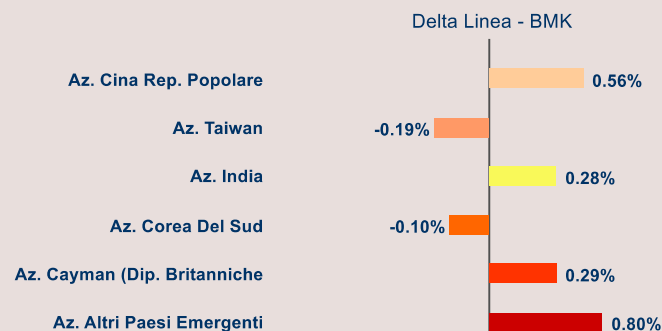 Delta Linea - BMK
Az. Cina Rep. Popolare 0.56%
Az. Taiwan -0.19%
Az. India 0.28%
Az. Corea Del Sud -0.10%
Az. Cayman (Dip. Britanniche 0.29%
Az. Altri Paesi Emergenti 0.80%